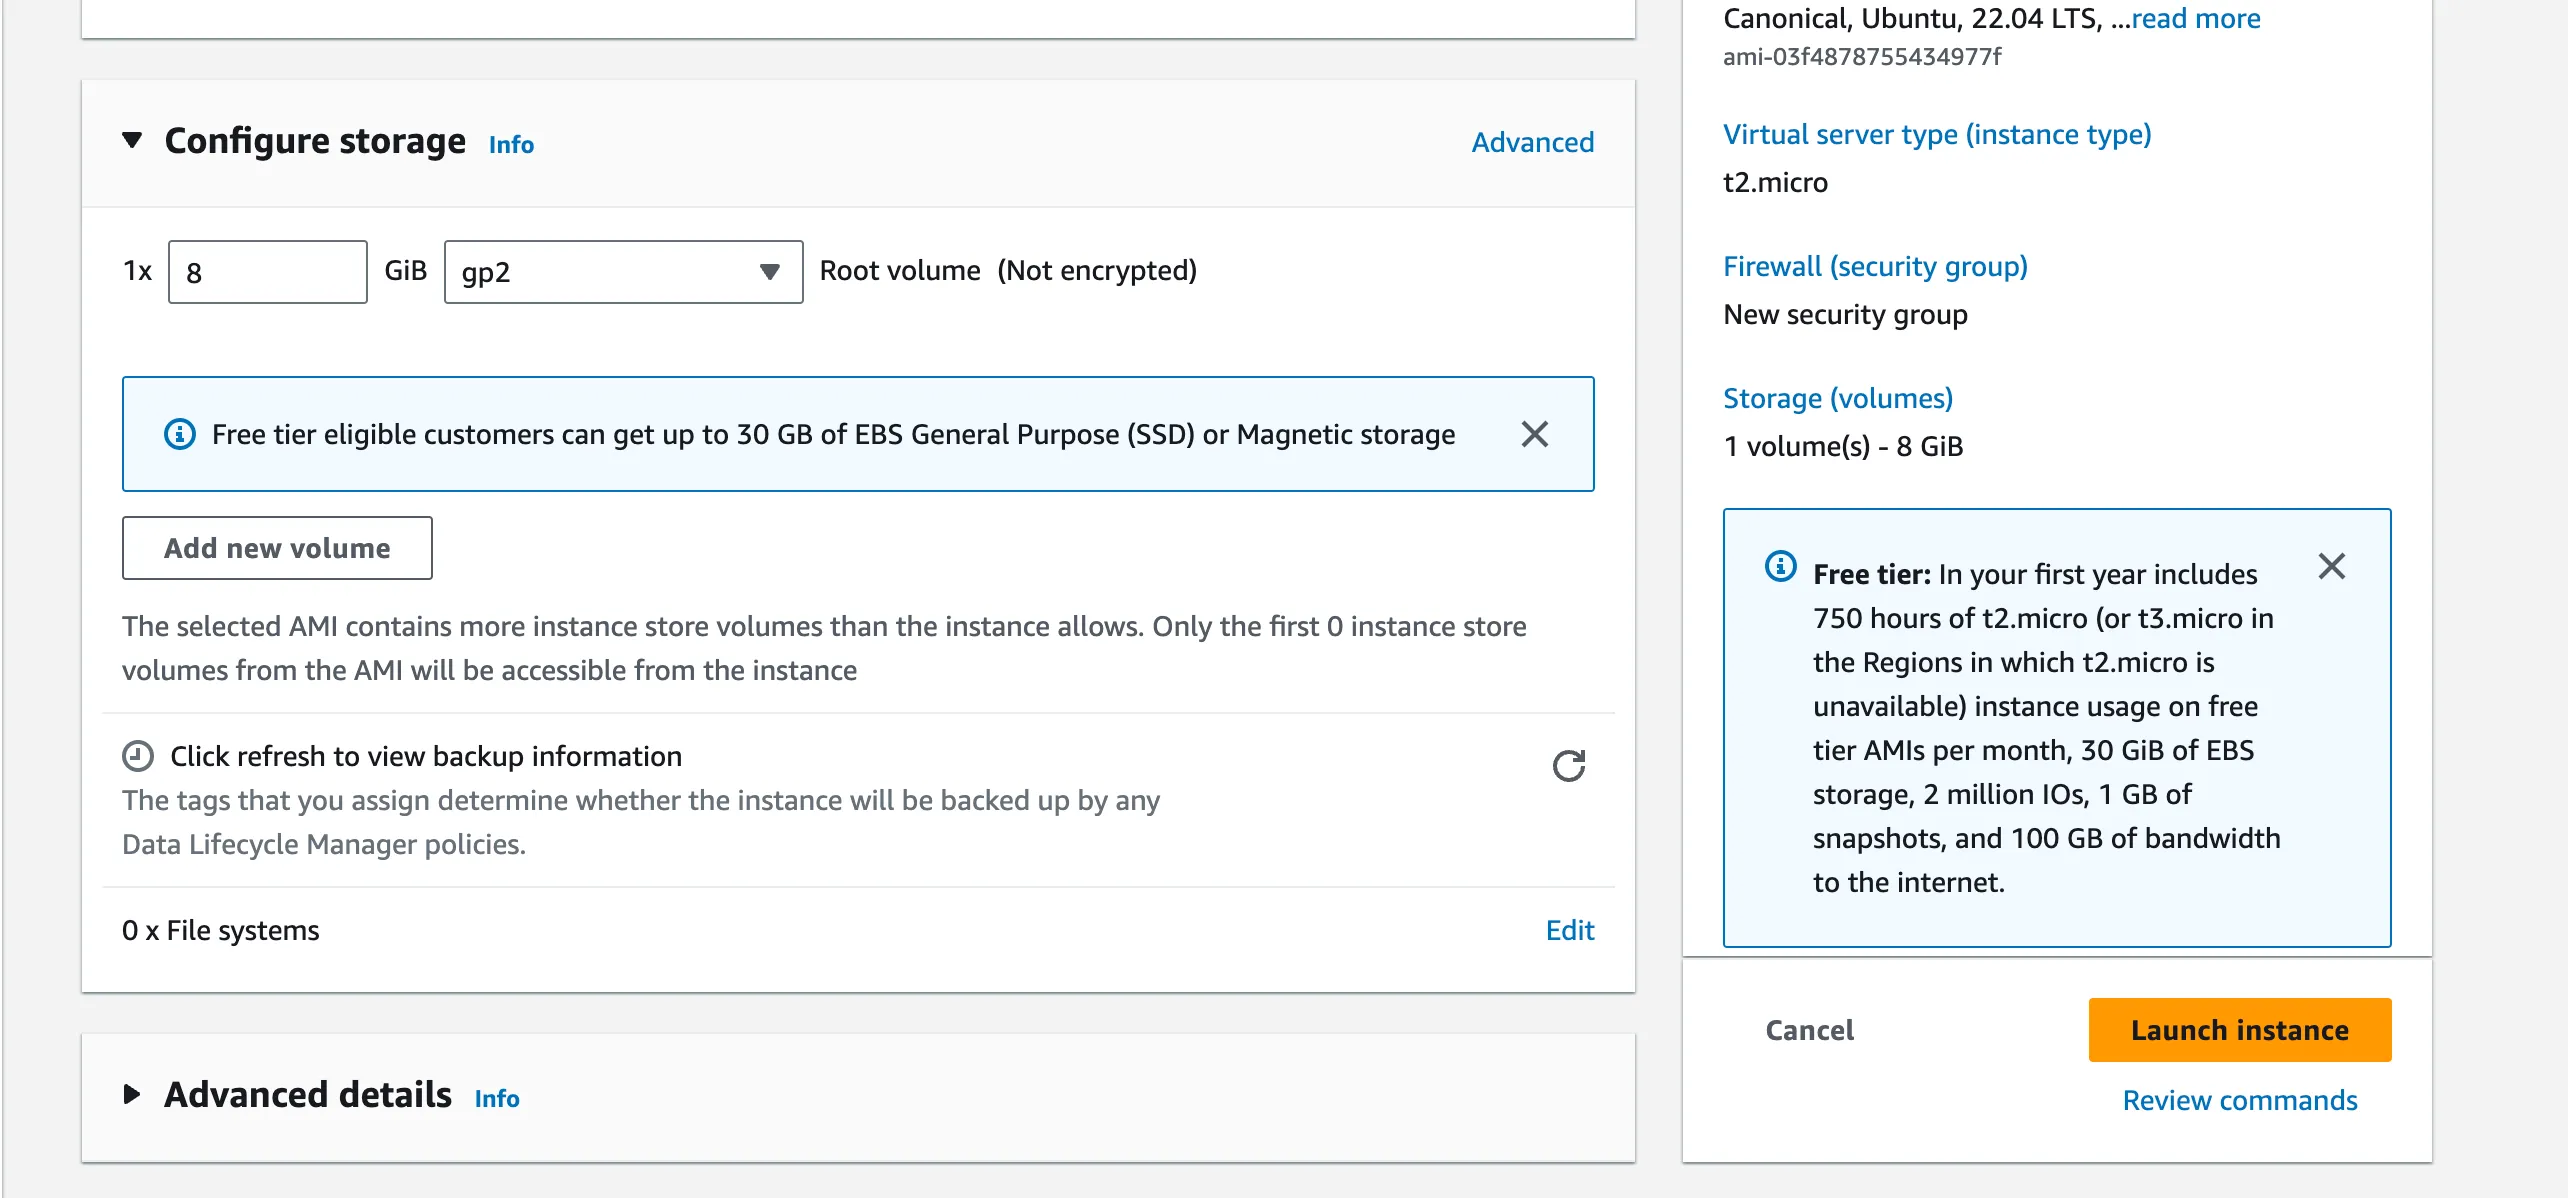 Configure storage Info
Advanced
1x 8 GiB gp2 Root volume (Not encrypted)
Free tier eligible customers can get up to 30 GB of EBS General Purpose (SSD) or Magnetic storage
Add new volume
The selected AMI contains more instance store volumes than the instance allows. Only the first 0 instance store
volumes from the AMI will be accessible from the instance
Click refresh to view backup information
The tags that you assign determine whether the instance will be backed up by any
Data Lifecycle Manager policies.
0 x File systems
Edit
Advanced details Info
Canonical, Ubuntu, 22.04 LTS, ...read more
ami-03f4878755434977f
Virtual server type (instance type)
t2.micro
Firewall (security group)
New security group
Storage (volumes)
1 volume(s) - 8 GiB
Free tier: In your first year includes
750 hours of t2.micro (or t3.micro in
the Regions in which t2.micro is
unavailable) instance usage on free
tier AMIs per month, 30 GiB of EBS
storage, 2 million IOs, 1 GB of
snapshots, and 100 GB of bandwidth
to the internet.
Cancel
Launch instance
Review commands